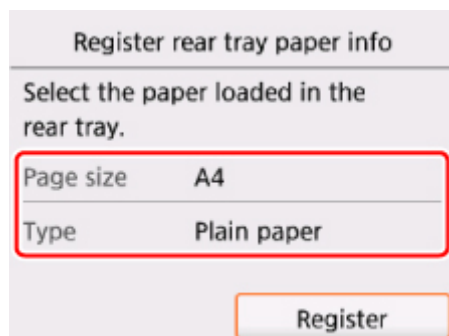 Register rear tray paper info
Select the paper loaded in the
rear tray.
Page size A4
Type Plain paper
Register